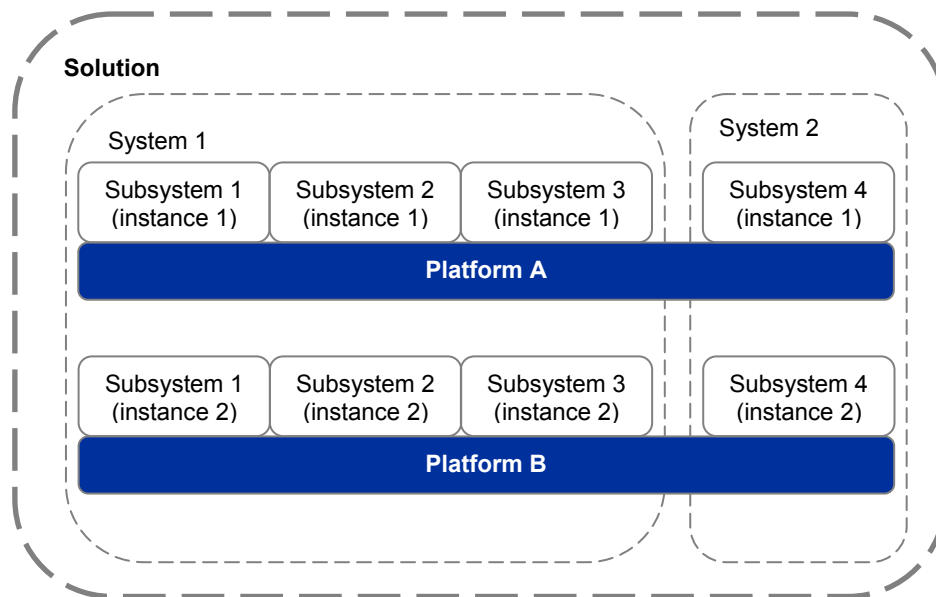 Solution
System 1
System 2
Subsystem 1
(instance 1)
Subsystem 2
(instance 1)
Subsystem 3
(instance 1)
Subsystem 4
(instance 1)
Platform A
Subsystem 1
(instance 2)
Subsystem 2
(instance 2)
Subsystem 3
(instance 2)
Subsystem 4
(instance 2)
Platform B